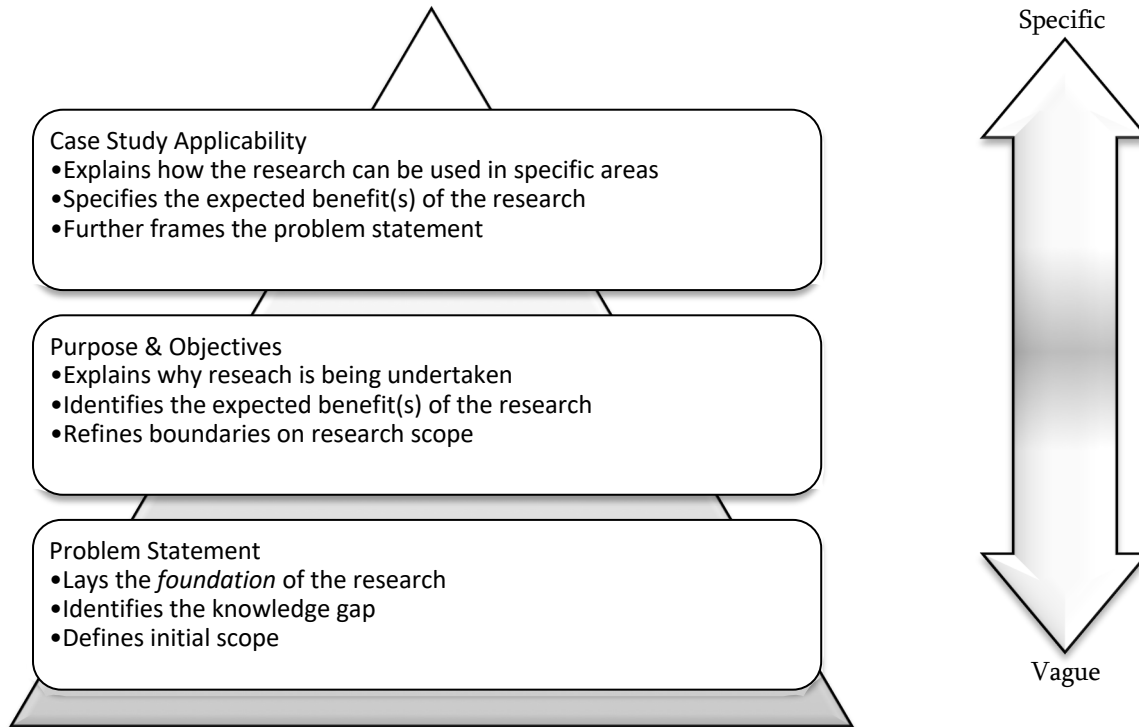 Specific
Case Study Applicability
•Explains how the research can be used in specific areas
•Specifies the expected benefit(s) of the research
•Further frames the problem statement
Purpose & Objectives
•Explains why reseach is being undertaken
•Identifies the expected benefit(s) of the research
•Refines boundaries on research scope
Problem Statement
•Lays the foundation of the research
•Identifies the knowledge gap
•Defines initial scope
Vague